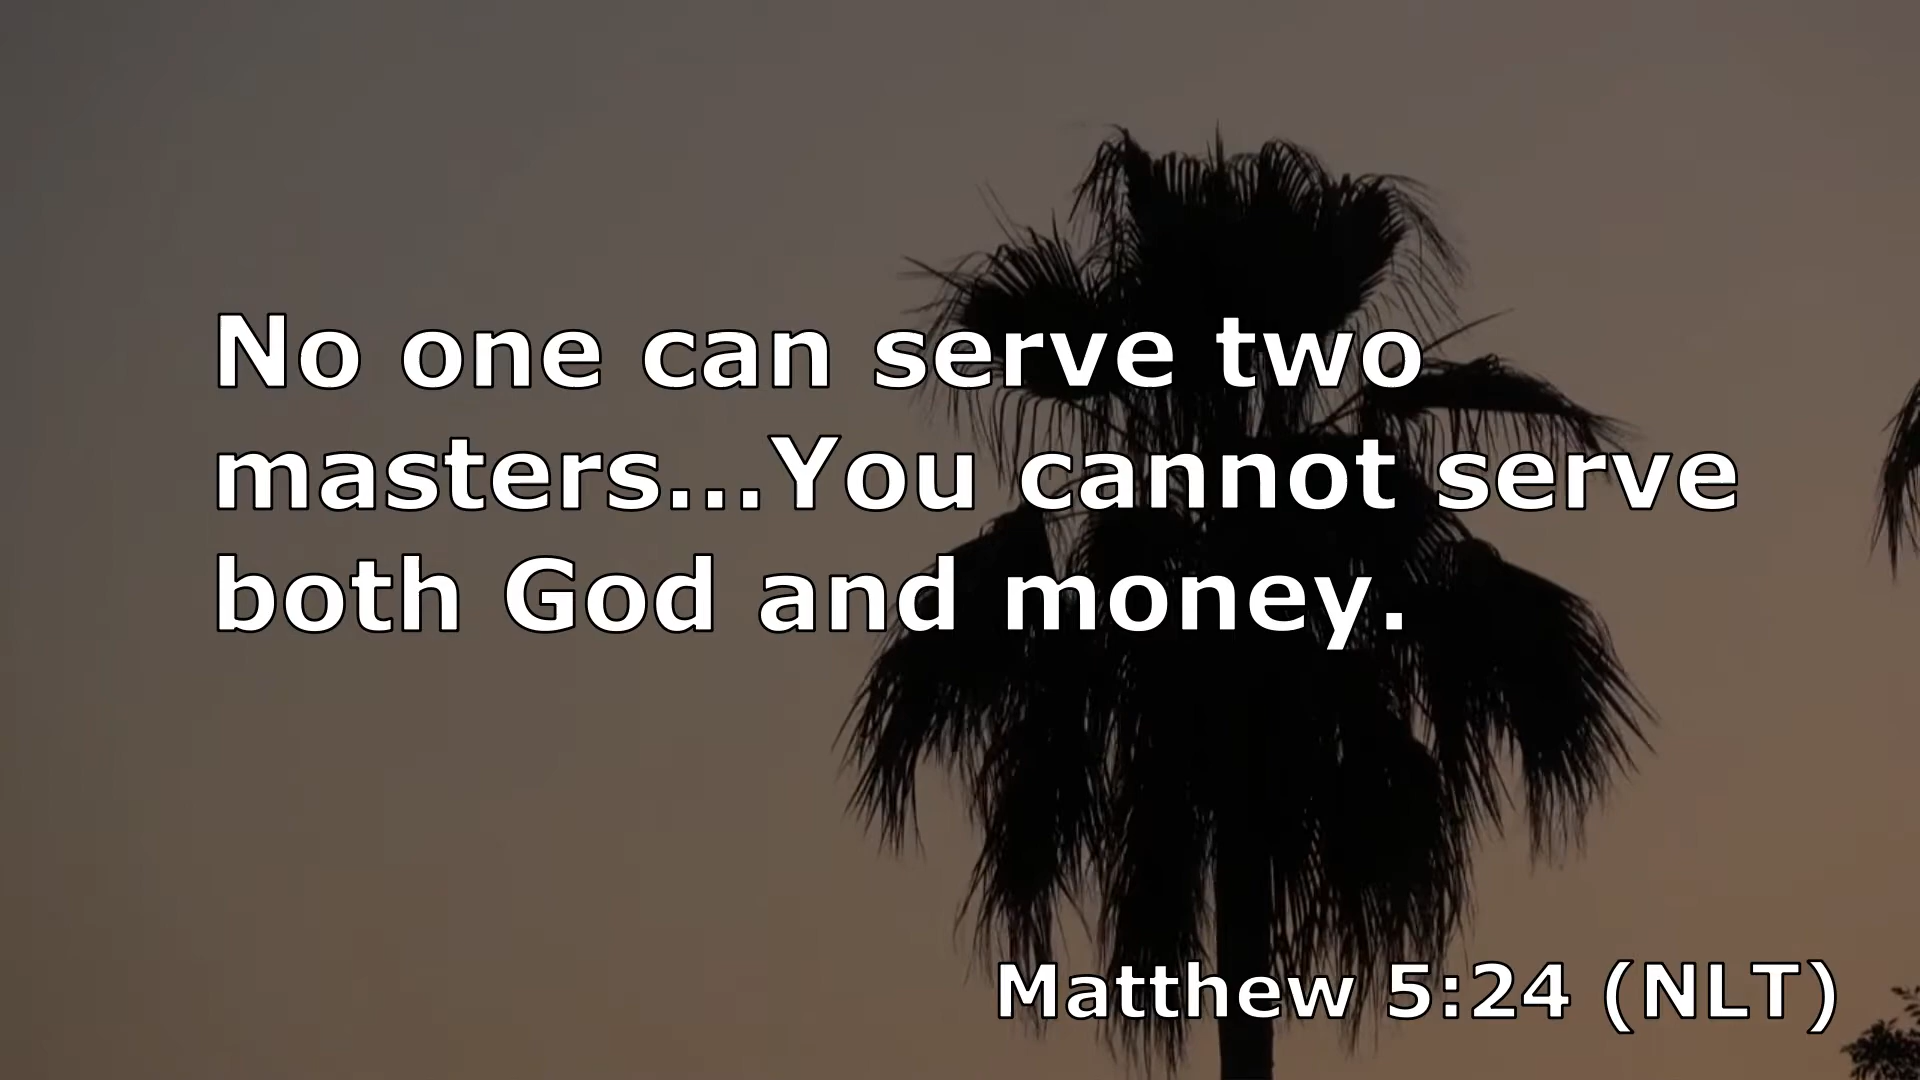 No one can serve two
masters...You cannot serve
both God and money.
Matthew 5:24 (NLT)